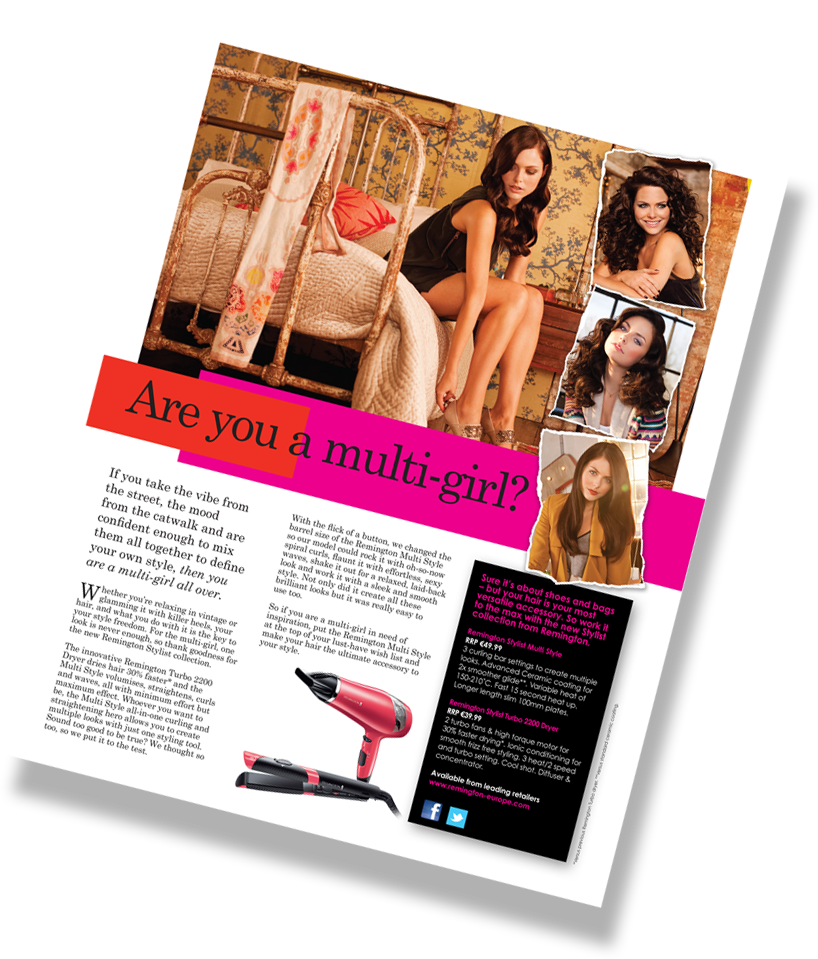 Are you a multi-girl?
If you take the vibe from
the street, the mood
from the catwalk and are
confident enough to mix
them all together to define
your own style, then you
are a multi-girl all over.
Whether you're relaxing in vintage or
glamming it with killer heels, your
hair, and what you do with it is the key to
your style freedom. For the multi-girl, one
look is never enough, so thank goodness for
the new Remington Stylist collection.
The innovative Remington Turbo 2200
Dryer dries hair 30% faster* and the
Multi Style volumises, straightens, curls
and waves, all with minimum effort but
maximum effect. Whoever you want to
be, the Multi Style all-in-one curling and
straightening hero allows you to create
multiple looks with just one styling tool.
Sound too good to be true? We thought so
too, so we put it to the test.
With the flick of a button, we changed the
barrel size of the Remington Multi Style
so our model could rock it with oh-so-now
spiral curls, flaunt it with effortless, sexy
waves, shake it out for a relaxed, laid-back
look and work it with a sleek and smooth
style. Not only did it create all these
brilliant looks but it was really easy to
use too.
So if you are a multi-girl in need of
inspiration, put the Remington Multi Style
at the top of your lust-have wish list and
make your hair the ultimate accessory to
your style.
Sure it's about shoes and bags
– but your hair is your most
versatile accessory. So work it
to the max with the new Stylist
collection from Remington.
Remington Stylist Multi Style
RRP €49.99
3 curling bar settings to create multiple
looks. Advanced Ceramic coating for
2x smoother glide**. Variable heat of
150-210°C. Fast 15 second heat up.
Longer length slim 100mm plates.
Remington Stylist Turbo 2200 Dryer
RRP €39.99
2 turbo fans & high torque motor for
30% faster drying*. Ionic conditioning for
smooth frizz free styling. 3 heat/2 speed
and turbo setting. Cool shot. Diffuser &
concentrator.
Available from leading retailers
www.remington-europe.com
*versus previous Remington Turbo dryer. **versus standard ceramic coating.